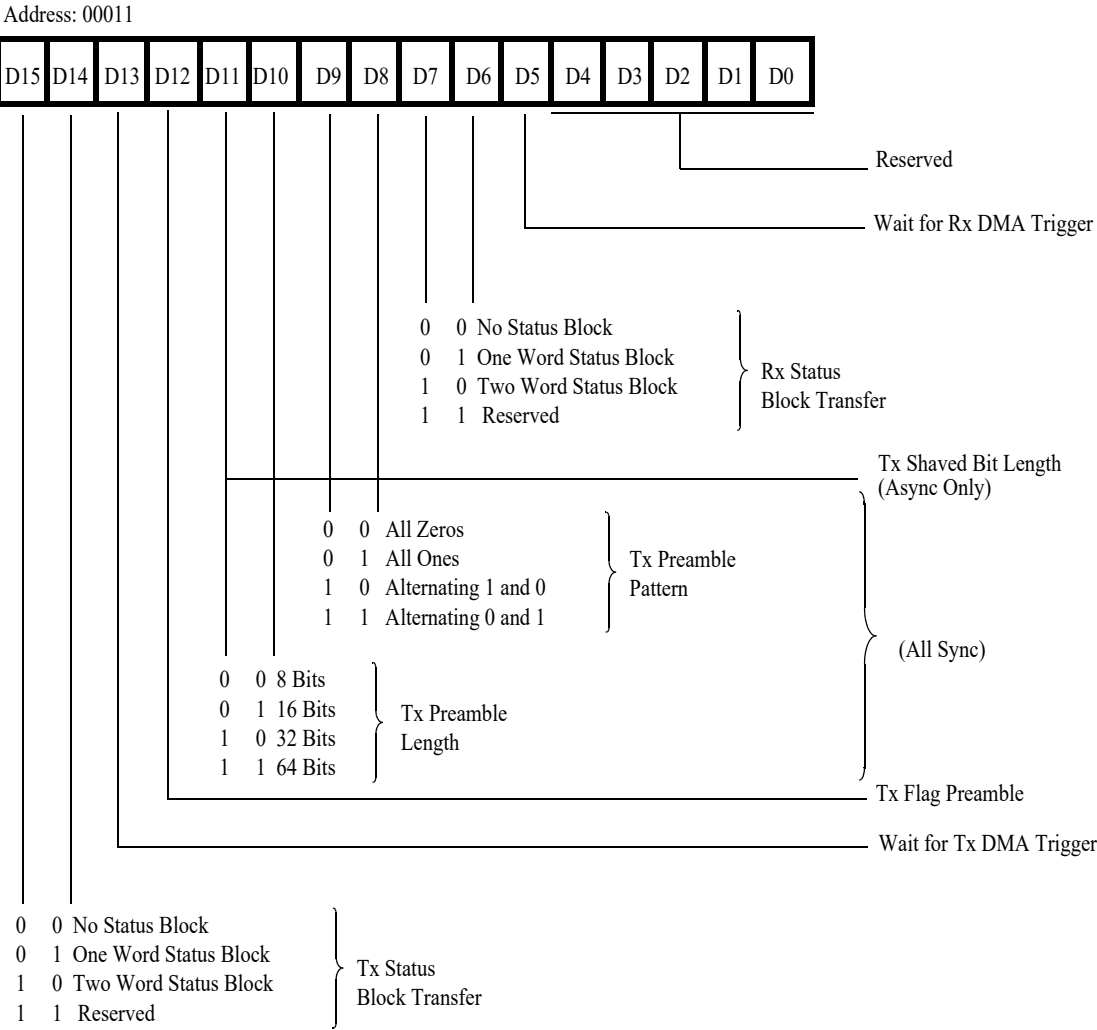 Address: 00011
D15 D14 D13 D12 D11 D10 D9 D8 D7 D6 D5 D4 D3 D2 D1 D0
Reserved
Wait for Rx DMA Trigger
0 0 No Status Block
0 1 One Word Status Block
1 0 Two Word Status Block
1 1 Reserved
Rx Status
Block Transfer
Tx Shaved Bit Length
(Async Only)
0 0 All Zeros
0 1 All Ones
1 0 Alternating 1 and 0
1 1 Alternating 0 and 1
Tx Preamble
Pattern
(All Sync)
0 0 8 Bits
0 1 16 Bits
1 0 32 Bits
1 1 64 Bits
Tx Preamble
Length
Tx Flag Preamble
Wait for Tx DMA Trigger
0 0 No Status Block
0 1 One Word Status Block
1 0 Two Word Status Block
1 1 Reserved
Tx Status
Block Transfer